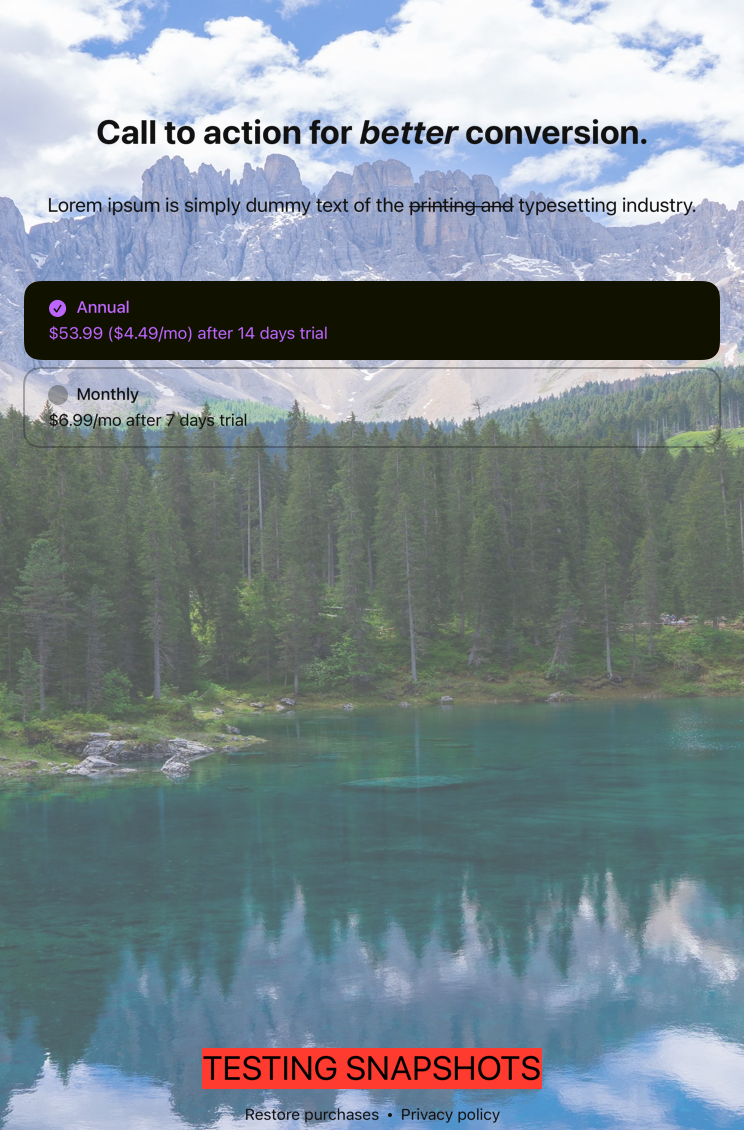 Call to action for better conversion.
Lorem ipsum is simply dummy text of the printing and typesetting industry.
Annual
$53.99 ($4.49/mo) after 14 days trial
Monthly
$6.99/mo after 7 days trial
TESTING SNAPSHOTS
Restore purchases • Privacy policy